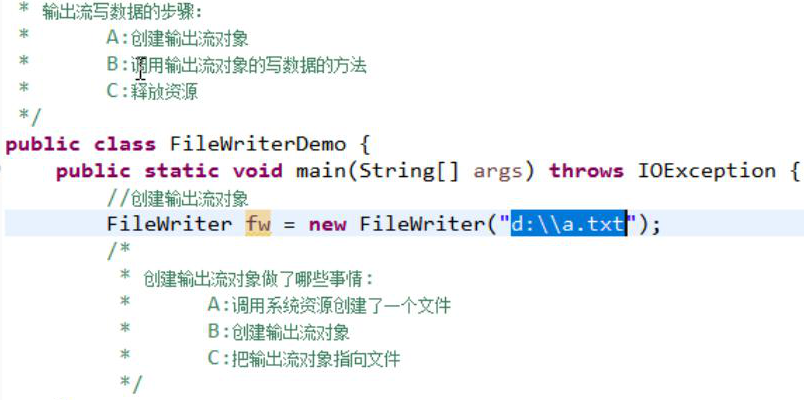 * 输出流写数据的步骤:
* A:创建输出流对象
* B:调用输出流对象的写数据的方法
* C:释放资源
*/
public class FileWriterDemo {
public static void main(String[] args) throws IOException {
//创建输出流对象
FileWriter fw = new FileWriter("d:\\a.txt");
/*
* 创建输出流对象做了哪些事情:
* A:调用系统资源创建了一个文件
* B:创建输出流对象
* C:把输出流对象指向文件
*/